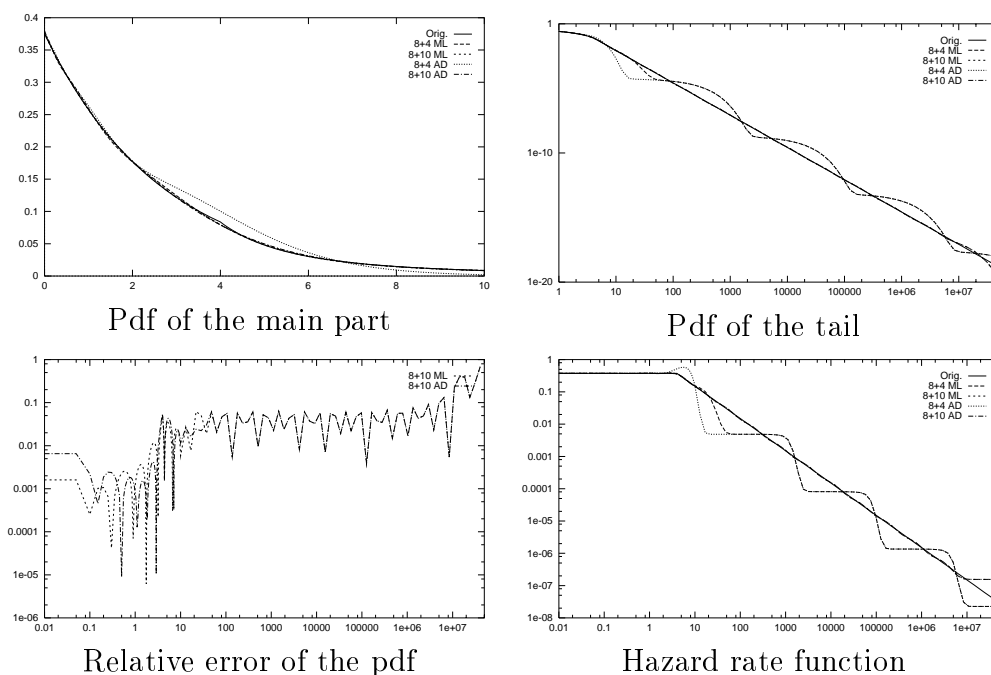 0.4
0.35
0.3
0.25
0.2
0.15
0.1
0.05
0
0 2 4 6 8 10
Orig.
8+4 ML
8+10 ML
8+4 AD
8+10 AD
Pdf of the main part
1
1e-10
1e-20
1 10 100 1000 10000 100000 1e+06 1e+07
Orig.
8+4 ML
8+10 ML
8+4 AD
8+10 AD
Pdf of the tail
1
0.1
0.01
0.001
0.0001
1e-05
1e-06
0.01 0.1 1 10 100 1000 10000 100000 1e+06 1e+07
8+10 ML
8+10 AD
Relative error of the pdf
1
0.1
0.01
0.001
0.0001
1e-05
1e-06
1e-07
1e-08
0.01 0.1 1 10 100 1000 10000 100000 1e+06 1e+07
Orig.
8+4 ML
8+10 ML
8+4 AD
8+10 AD
Hazard rate function